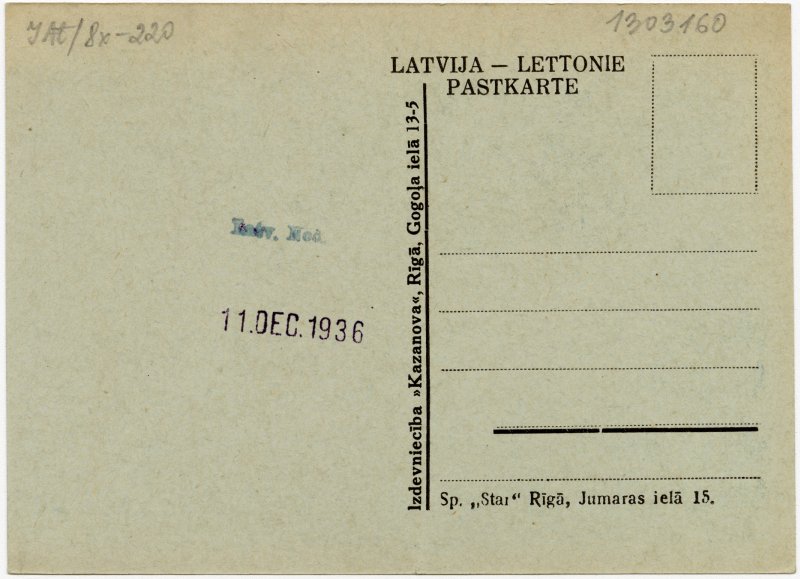 JAt/8x-220
1303160
LATVIJA — LETTONIE
PASTKARTE
Izdevniecība »Kazanova«, Rīgā, Gogoļa ielā 13-5
11.DEC.1936
Sp. „Star“ Rīgā, Jumaras ielā 15.